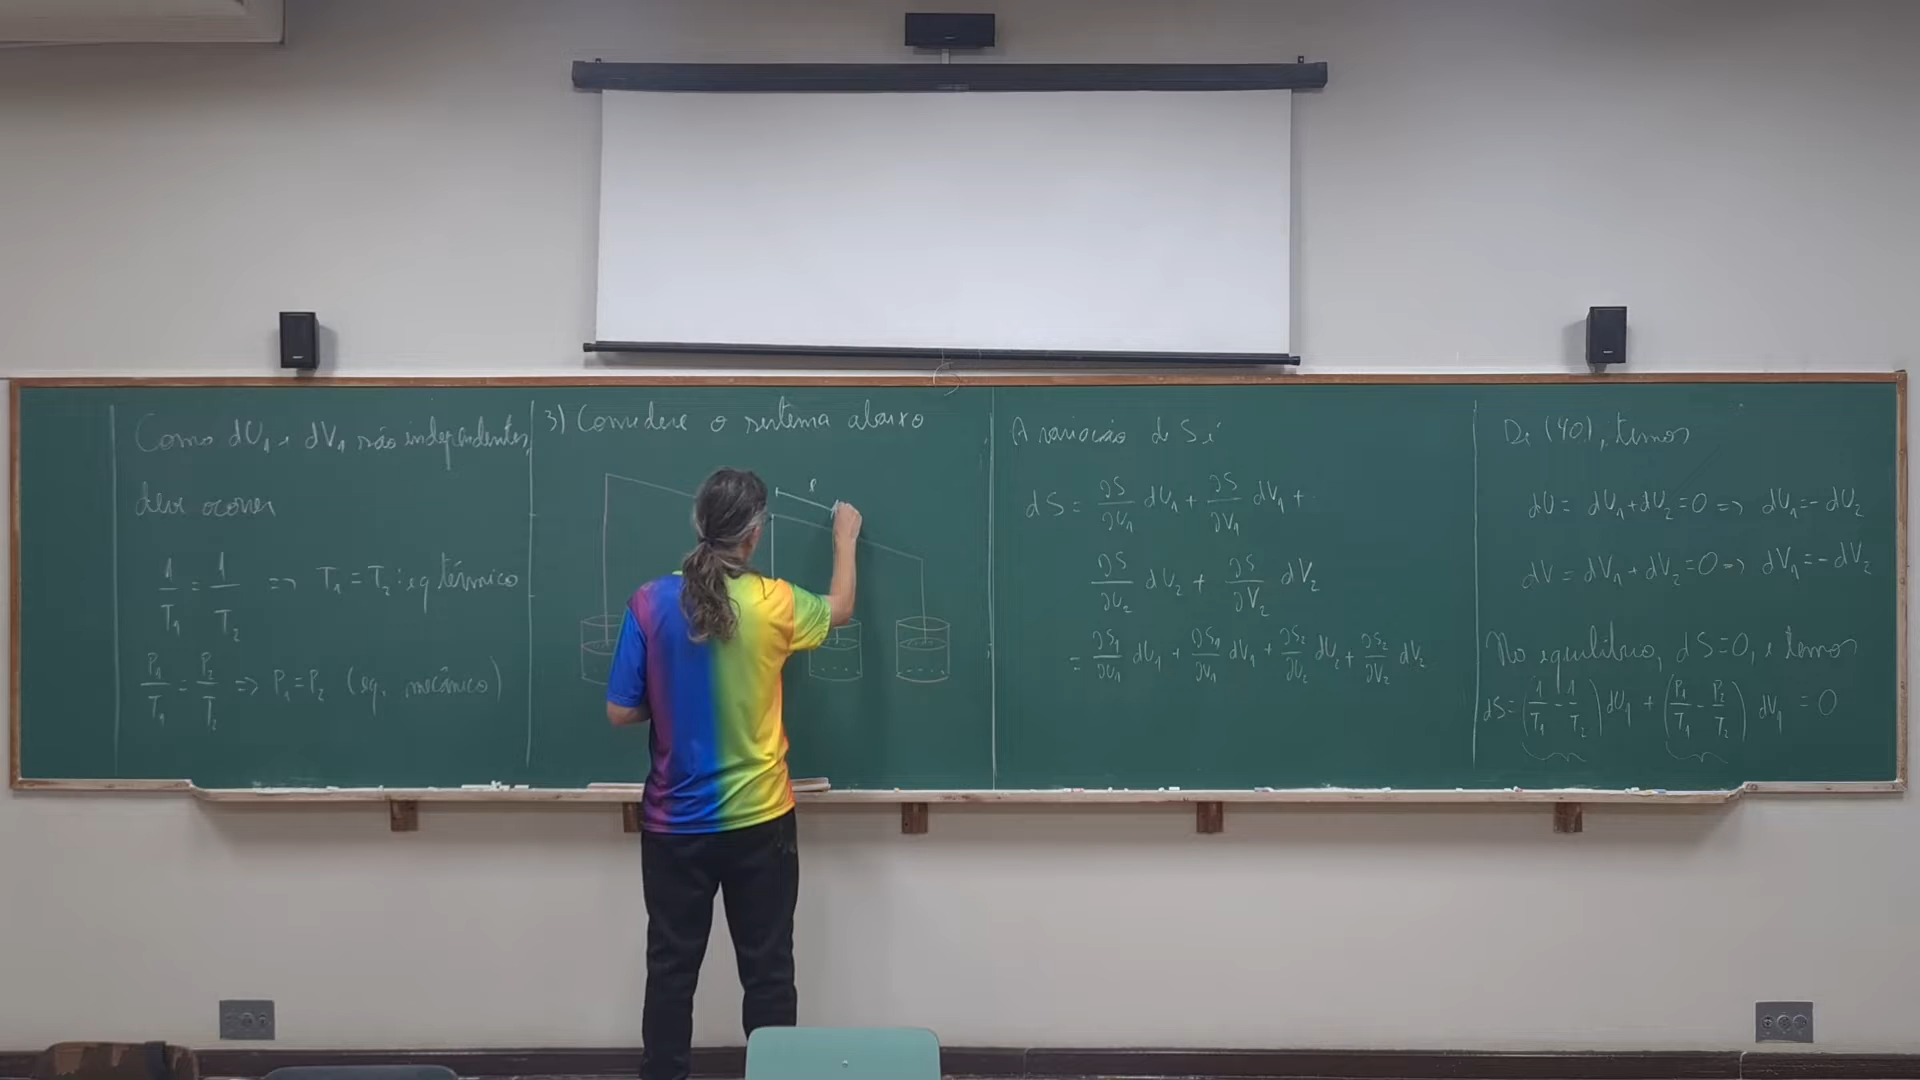 Como dU₁ e dV₁ são independentes,
deve ocorrer
1/T₁ = 1/T₂ => T₁ = T₂ : eq térmico
P₁/T₁ = P₂/T₂ => P₁ = P₂ (eq. mecânico)
3) Considere o sistema abaixo
l
A variação de S é
dS = ∂S/∂U₁ dU₁ + ∂S/∂V₁ dV₁ +
∂S/∂U₂ dU₂ + ∂S/∂V₂ dV₂
= ∂S₁/∂U₁ dU₁ + ∂S₁/∂V₁ dV₁ + ∂S₂/∂U₂ dU₂ + ∂S₂/∂V₂ dV₂
De (40), temos
dU = dU₁ + dU₂ = 0 => dU₁ = - dU₂
dV = dV₁ + dV₂ = 0 => dV₁ = - dV₂
No equilíbrio, dS = 0, e temos
dS = (1/T₁ - 1/T₂) dU₁ + (P₁/T₁ - P₂/T₂) dV₁ = 0